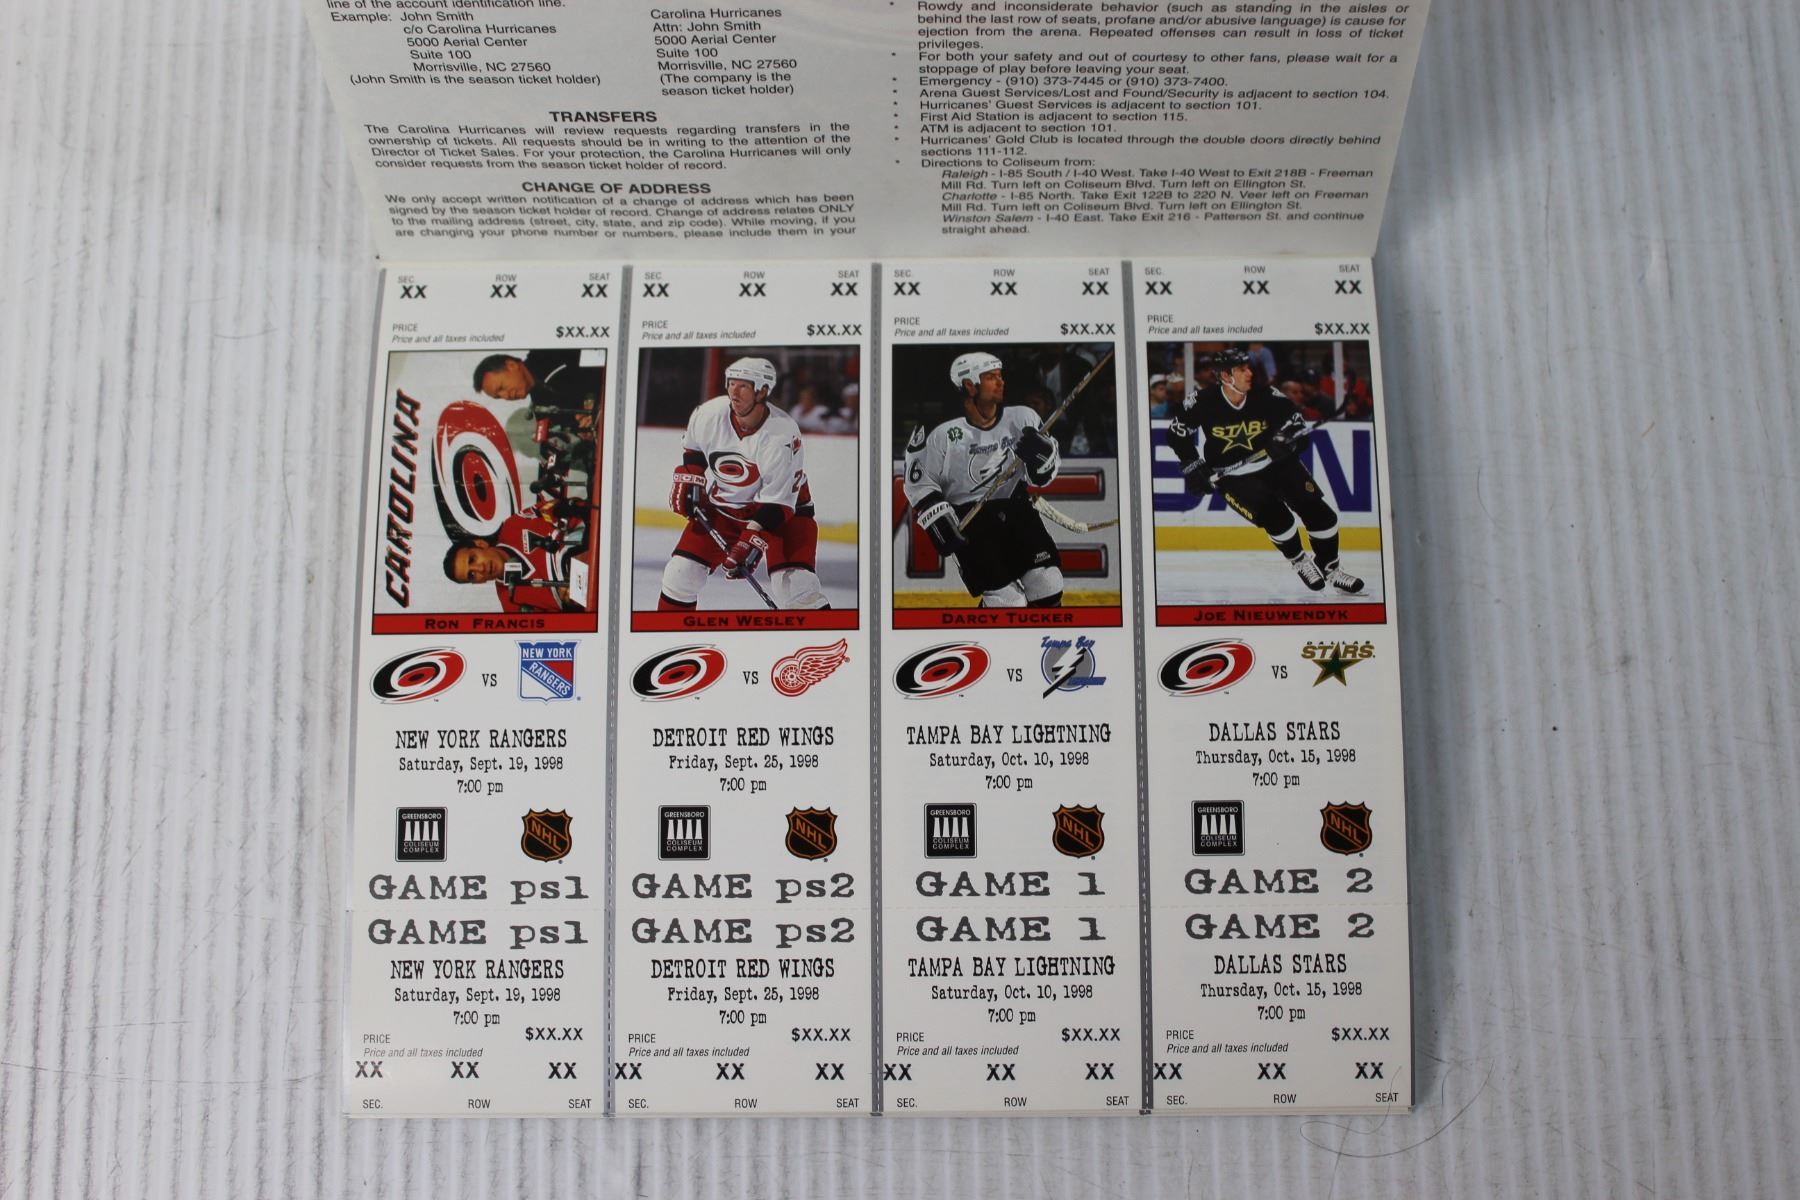 line of the account identification line.
Example: John Smith
c/o Carolina Hurricanes
5000 Aerial Center
Suite 100
Morrisville, NC 27560
(John Smith is the season ticket holder)
Carolina Hurricanes
Attn: John Smith
5000 Aerial Center
Suite 100
Morrisville, NC 27560
(The company is the
season ticket holder)
TRANSFERS
The Carolina Hurricanes will review requests regarding transfers in the
ownership of tickets. All requests should be in writing to the attention of the
Director of Ticket Sales. For your protection, the Carolina Hurricanes will only
consider requests from the season ticket holder of record.
CHANGE OF ADDRESS
We only accept written notification of a change of address which has been
signed by the season ticket holder of record. Change of address relates ONLY
to the mailing address (street, city, state, and zip code). While moving, if you
are changing your phone number or numbers, please include them in your
* Rowdy and inconsiderate behavior (such as standing in the aisles or
behind the last row of seats, profane and/or abusive language) is cause for
ejection from the arena. Repeated offenses can result in loss of ticket
privileges.
* For both your safety and out of courtesy to other fans, please wait for a
stoppage of play before leaving your seat.
* Emergency - (910) 373-7445 or (910) 373-7400.
* Arena Guest Services/Lost and Found/Security is adjacent to section 104.
* Hurricanes' Guest Services is adjacent to section 101.
* First Aid Station is adjacent to section 115.
* ATM is adjacent to section 101.
* Hurricanes' Gold Club is located through the double doors directly behind
sections 111-112.
* Directions to Coliseum from:
Raleigh - I-85 South / I-40 West. Take I-40 West to Exit 218B - Freeman
Mill Rd. Turn left on Coliseum Blvd. Turn left on Ellington St.
Charlotte - I-85 North. Take Exit 122B to 220 N. Veer left on Freeman
Mill Rd. Turn left on Coliseum Blvd. Turn left on Ellington St.
Winston Salem - I-40 East. Take Exit 216 - Patterson St. and continue
straight ahead.
SEC. ROW SEAT
XX XX XX
PRICE
Price and all taxes included $XX.XX
CAROLINA
RON FRANCIS
VS
NEW YORK
RANGERS
NEW YORK RANGERS
Saturday, Sept. 19, 1998
7:00 pm
GREENSBORO
COLISEUM
COMPLEX
NHL
GAME ps1
GAME ps1
NEW YORK RANGERS
Saturday, Sept. 19, 1998
7:00 pm
PRICE $XX.XX
Price and all taxes included
XX XX XX
SEC. ROW SEAT
SEC. ROW SEAT
XX XX XX
PRICE
Price and all taxes included $XX.XX
CCM
GLEN WESLEY
VS
DETROIT RED WINGS
Friday, Sept. 25, 1998
7:00 pm
GREENSBORO
COLISEUM
COMPLEX
NHL
GAME ps2
GAME ps2
DETROIT RED WINGS
Friday, Sept. 25, 1998
7:00 pm
PRICE $XX.XX
Price and all taxes included
XX XX XX
SEC. ROW SEAT
SEC. ROW SEAT
XX XX XX
PRICE
Price and all taxes included $XX.XX
12
Tampa Bay
6
BAUER
DARCY TUCKER
VS
Tampa Bay
TAMPA BAY LIGHTNING
Saturday, Oct. 10, 1998
7:00 pm
GREENSBORO
COLISEUM
COMPLEX
NHL
GAME 1
GAME 1
TAMPA BAY LIGHTNING
Saturday, Oct. 10, 1998
7:00 pm
PRICE $XX.XX
Price and all taxes included
XX XX XX
SEC. ROW SEAT
SEC. ROW SEAT
XX XX XX
PRICE
Price and all taxes included $XX.XX
25
STARS
JOE NIEUWENDYK
VS
DALLAS
STARS
DALLAS STARS
Thursday, Oct. 15, 1998
7:00 pm
GREENSBORO
COLISEUM
COMPLEX
NHL
GAME 2
GAME 2
DALLAS STARS
Thursday, Oct. 15, 1998
7:00 pm
PRICE $XX.XX
Price and all taxes included
XX XX XX
SEC. ROW SEAT